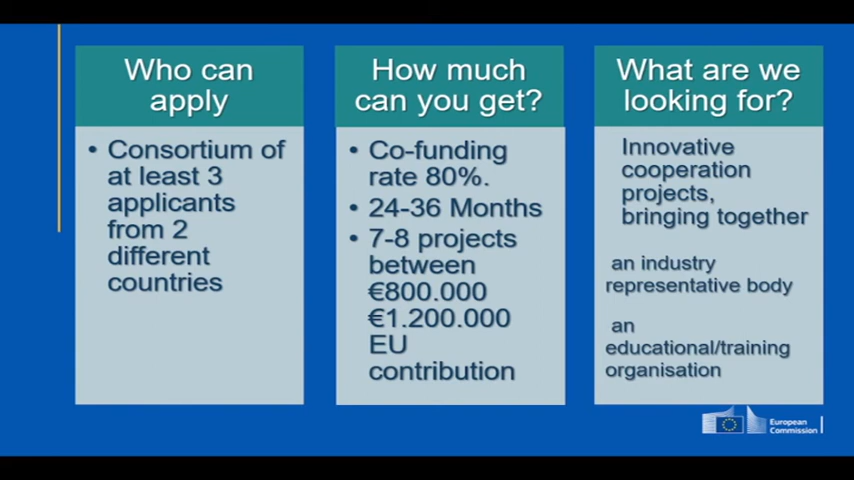 Who can
apply
• Consortium of
at least 3
applicants
from 2
different
countries
How much
can you get?
• Co-funding
rate 80%.
• 24-36 Months
• 7-8 projects
between
€800.000
€1.200.000
EU
contribution
What are we
looking for?
Innovative
cooperation
projects,
bringing together
an industry
representative body
an
educational/training
organisation
European
Commission